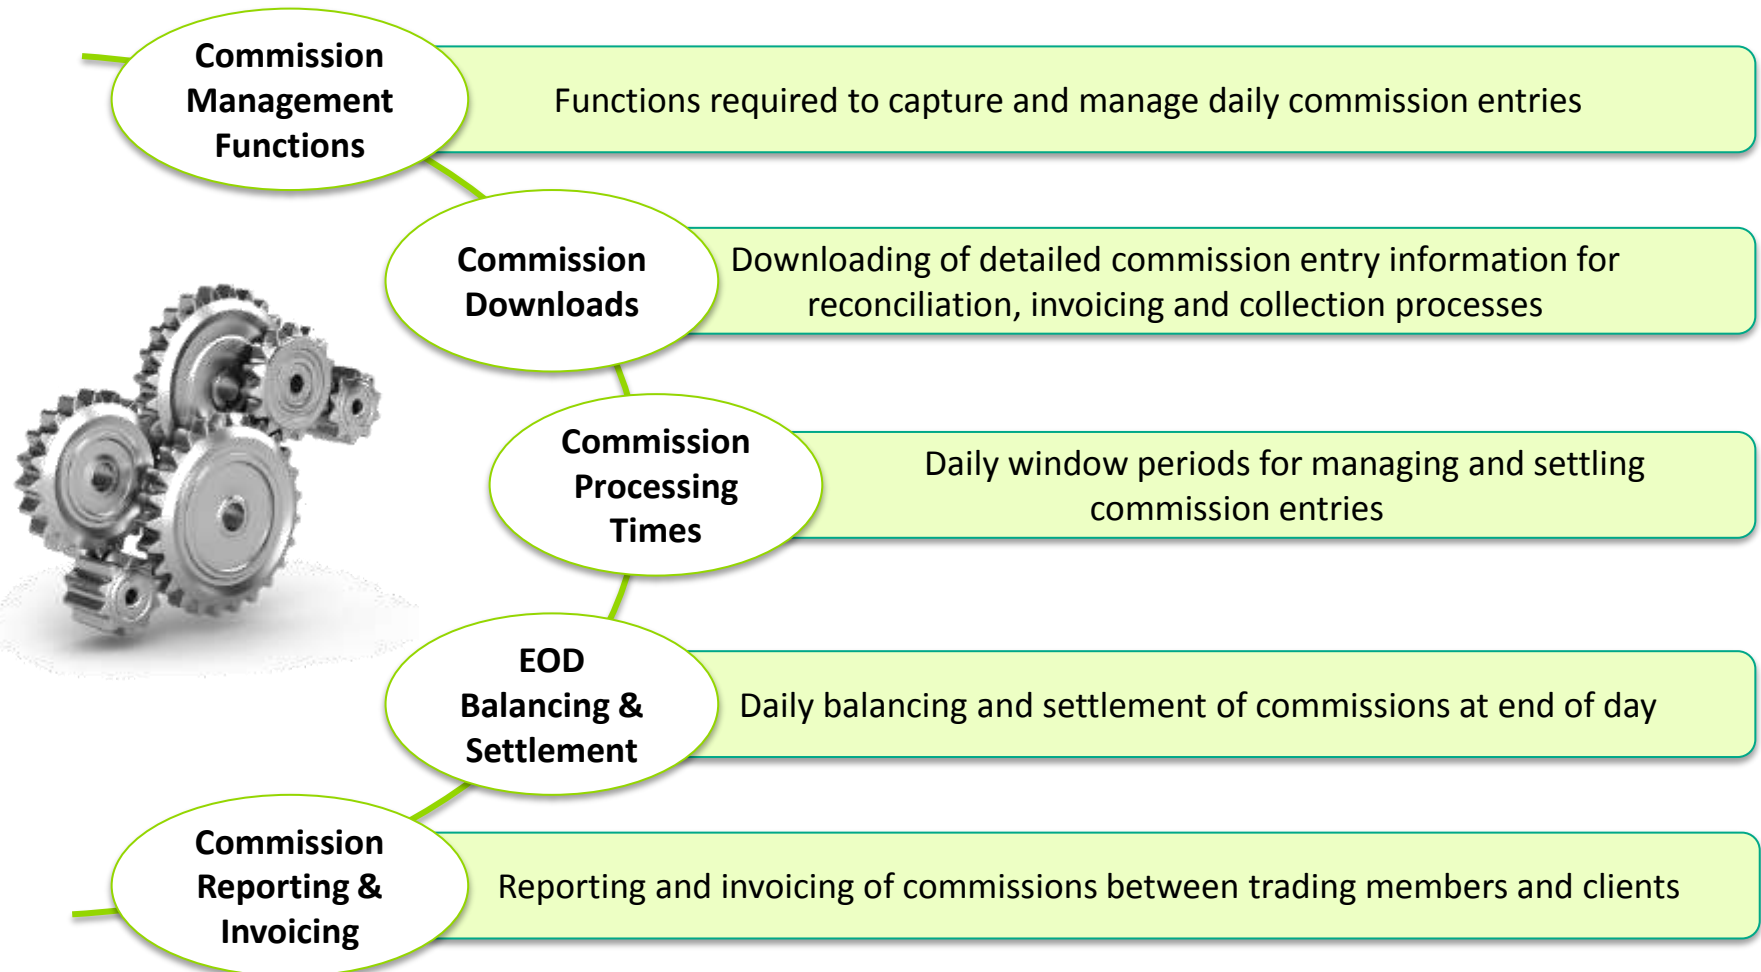 Commission
Management
Functions
Functions required to capture and manage daily commission entries
Commission
Downloads
Downloading of detailed commission entry information for
reconciliation, invoicing and collection processes
Commission
Processing
Times
Daily window periods for managing and settling
commission entries
EOD
Balancing &
Settlement
Daily balancing and settlement of commissions at end of day
Commission
Reporting &
Invoicing
Reporting and invoicing of commissions between trading members and clients